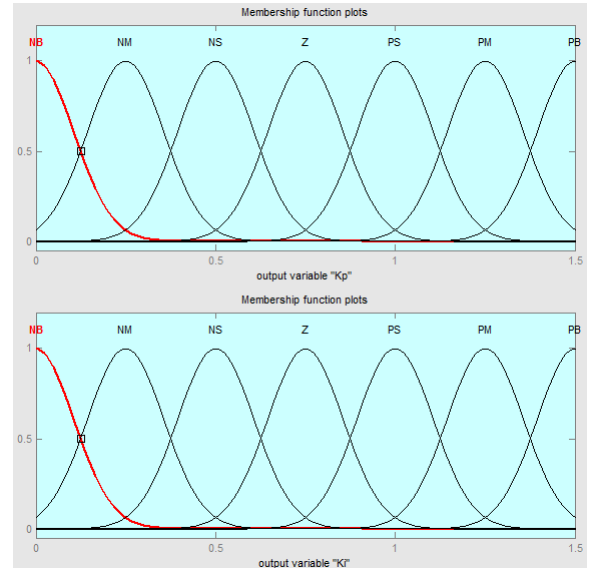 Membership function plots
NB NM NS Z PS PM PB
1
0.5
0
0 0.5 1 1.5
output variable "Kp"
Membership function plots
NB NM NS Z PS PM PB
1
0.5
0
0 0.5 1 1.5
output variable "Ki"